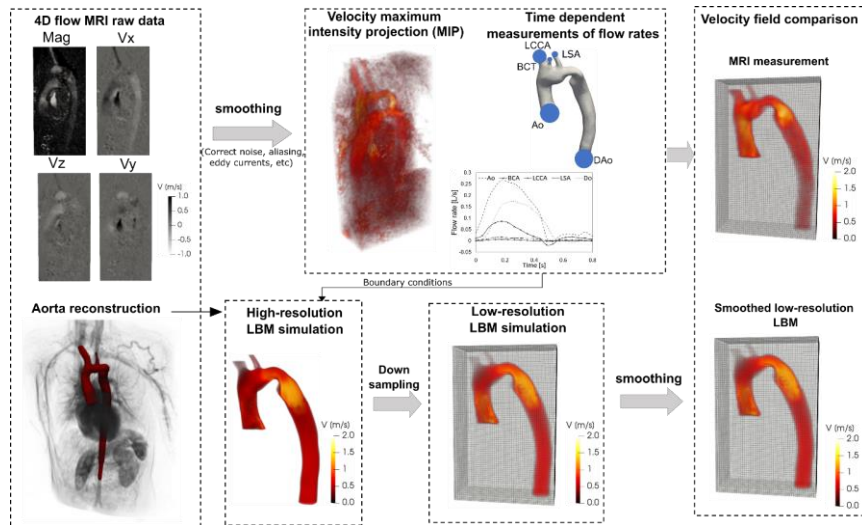 4D flow MRI raw data
Mag
Vx
Vz
Vy
V (m/s)
1.0
0.5
0
-0.5
-1.0
Aorta reconstruction
smoothing
(Correct noise, aliasing,
eddy currents, etc)
Velocity maximum
intensity projection (MIP)
Time dependent
measurements of flow rates
LCCA
LSA
BCT
Ao
DAo
Ao
BCA
LCCA
LSA
Do
Flow rate [L/s]
0.3
0.25
0.2
0.15
0.1
0.05
0
-0.05
0
0.2
0.4
0.6
0.8
Time [s]
Boundary conditions
High-resolution
LBM simulation
V (m/s)
2.0
1.5
1
0.5
0.0
Down
sampling
Low-resolution
LBM simulation
V (m/s)
2.0
1.5
1
0.5
0.0
smoothing
Velocity field comparison
MRI measurement
V (m/s)
2.0
1.5
1
0.5
0.0
Smoothed low-resolution
LBM
V (m/s)
2.0
1.5
1
0.5
0.0